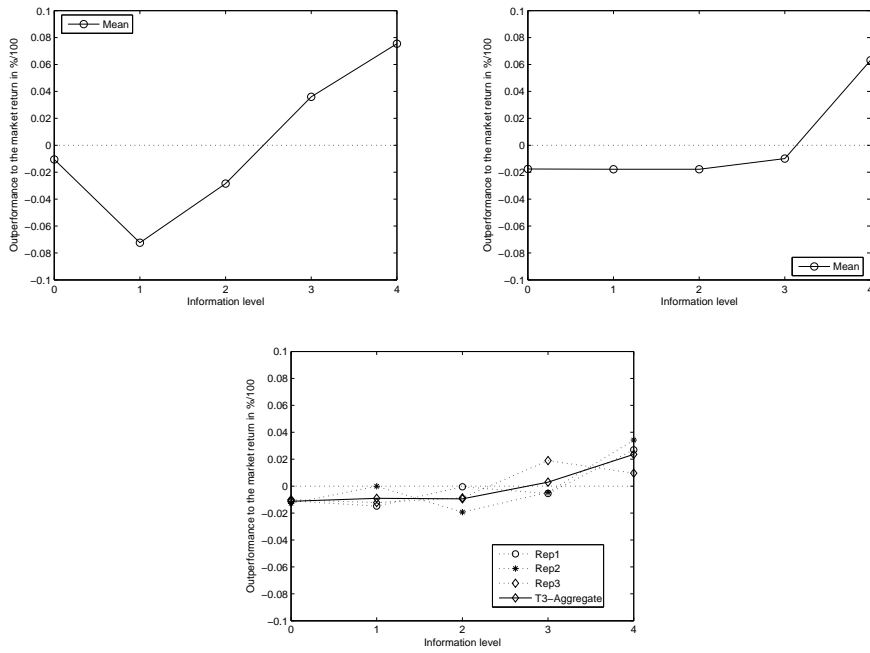 0.1
0.08
0.06
0.04
0.02
0
−0.02
−0.04
−0.06
−0.08
−0.1
Outperformance to the market return in %/100
Mean
0 1 2 3 4
Information level
0.1
0.08
0.06
0.04
0.02
0
−0.02
−0.04
−0.06
−0.08
−0.1
Outperformance to the market return in %/100
Mean
0 1 2 3 4
Information level
0.1
0.08
0.06
0.04
0.02
0
−0.02
−0.04
−0.06
−0.08
−0.1
Outperformance to the market return in %/100
Rep1
Rep2
Rep3
T3−Aggregate
0 1 2 3 4
Information level